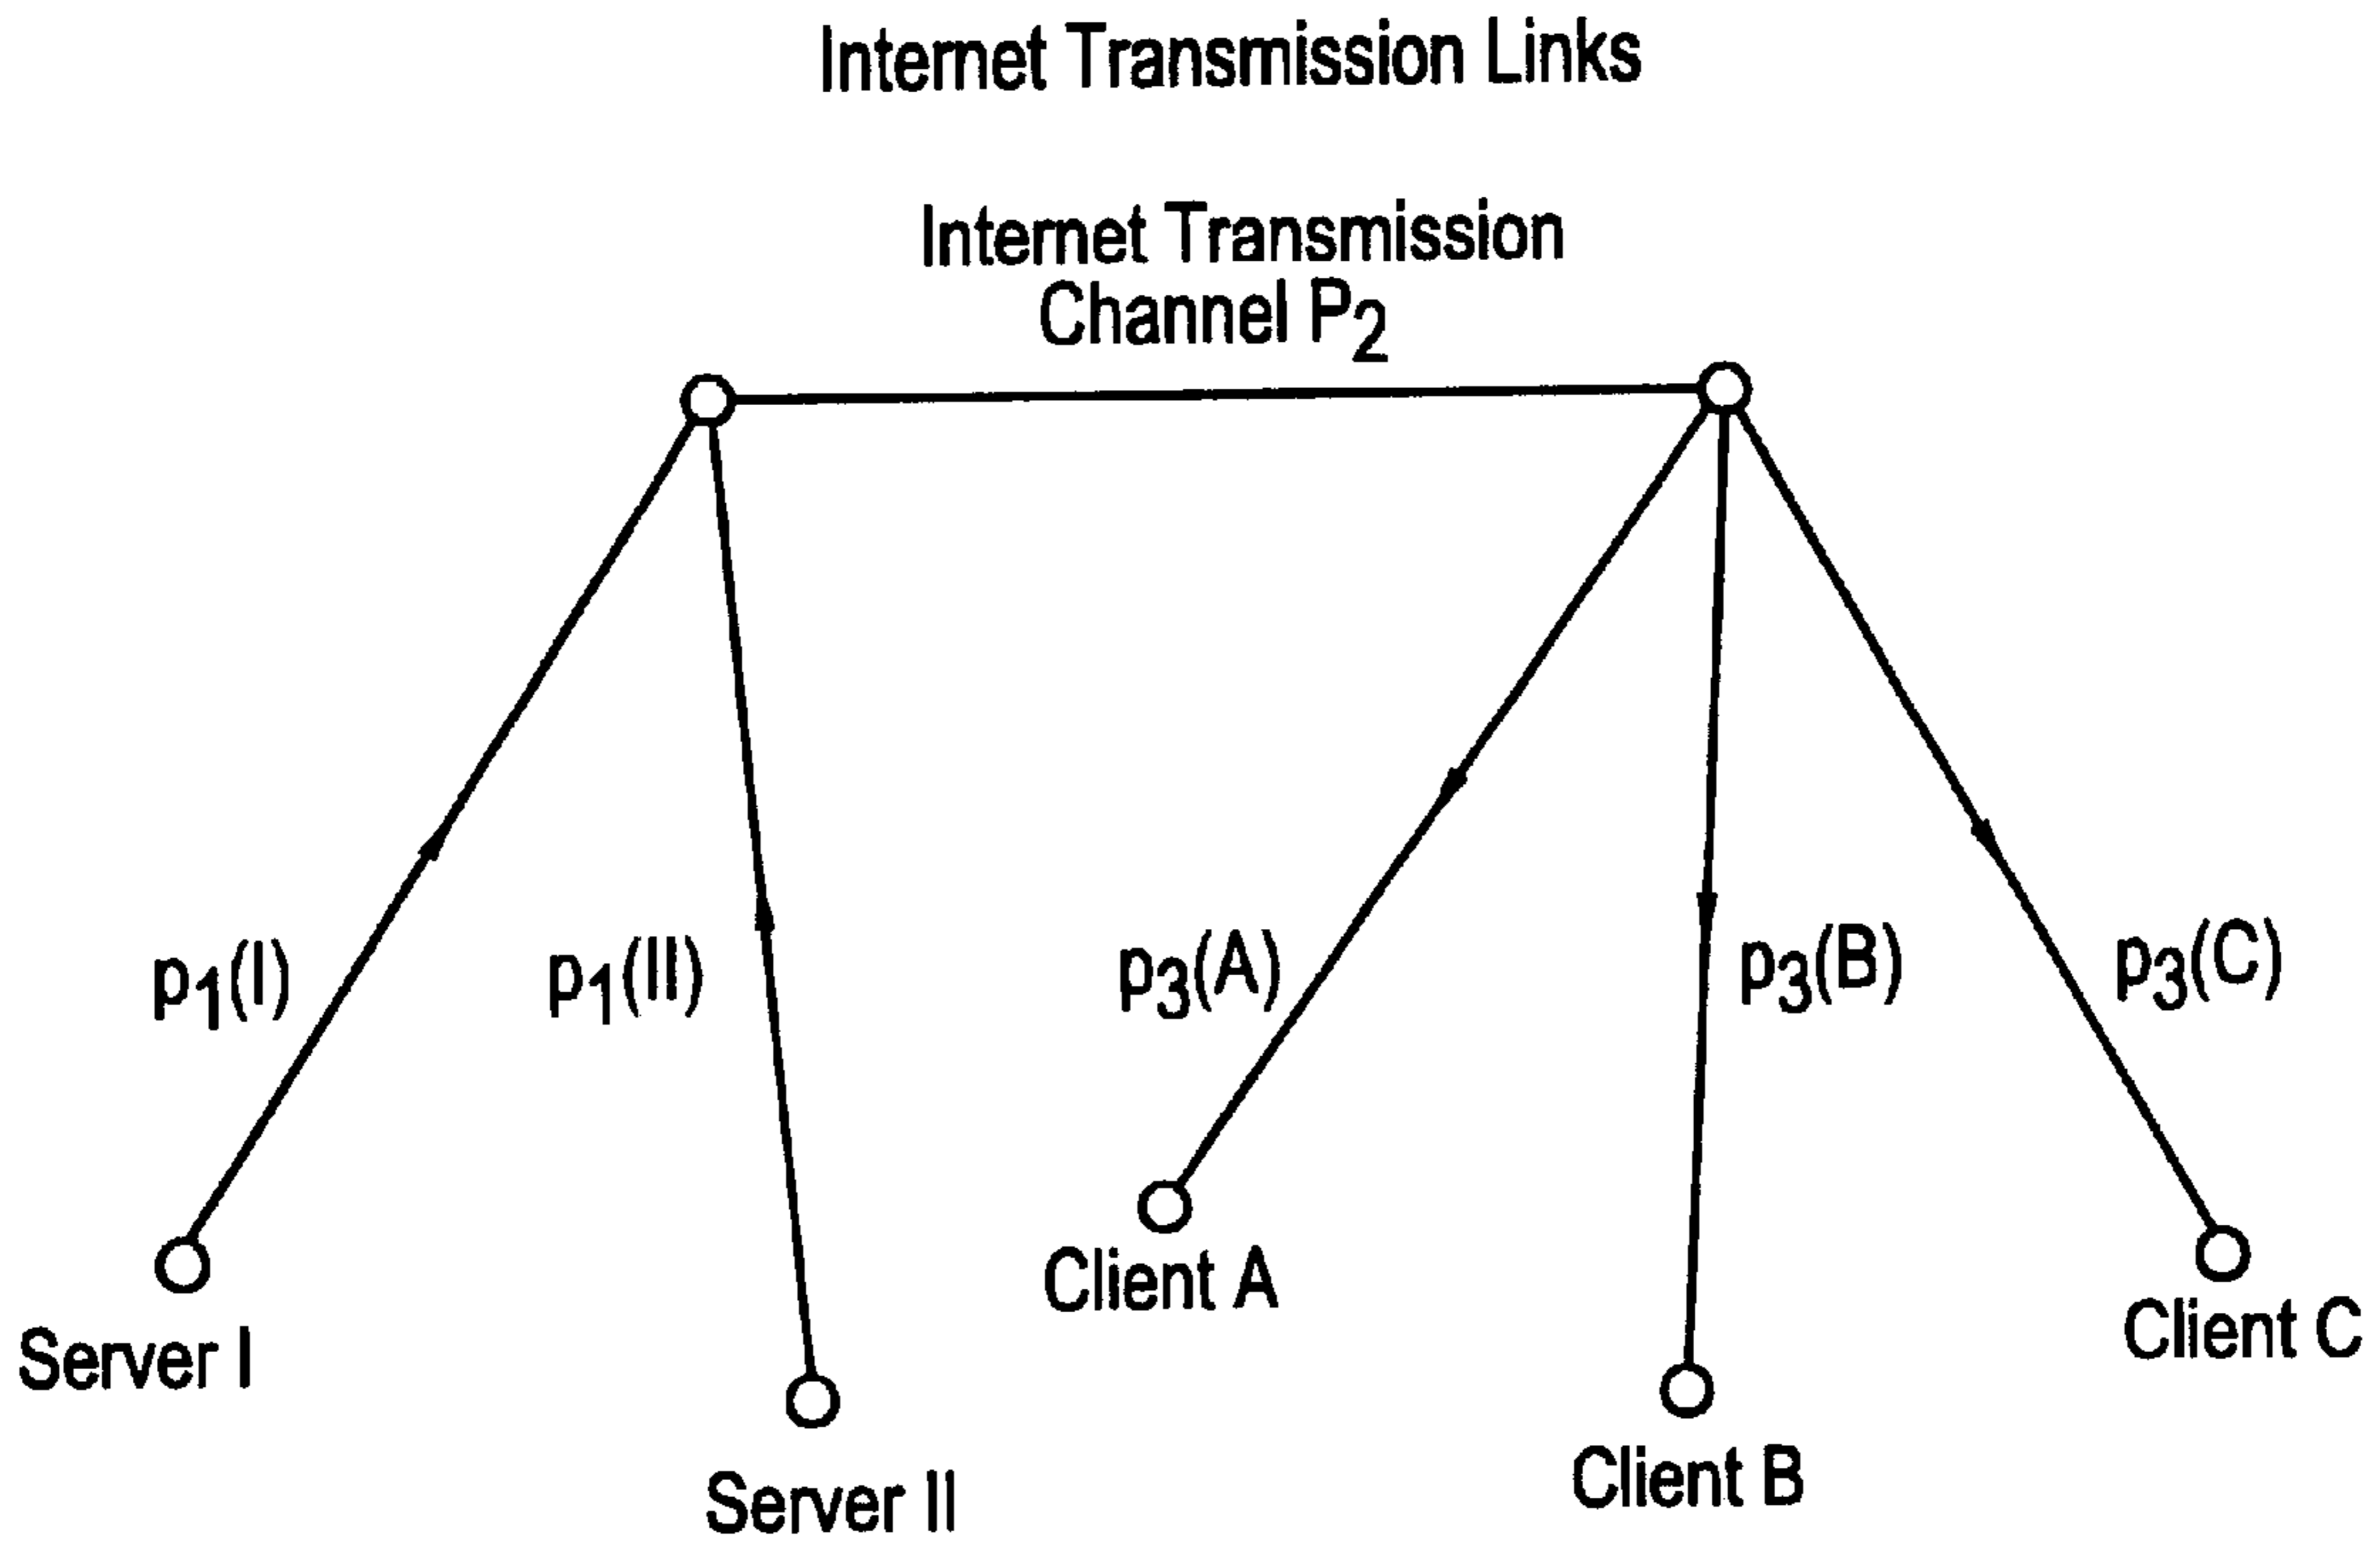 Internet Transmission Links
Internet Transmission
Channel P₂
p₁(I)
p₁(II)
p₃(A)
p₃(B)
p₃(C)
Server I
Server II
Client A
Client B
Client C